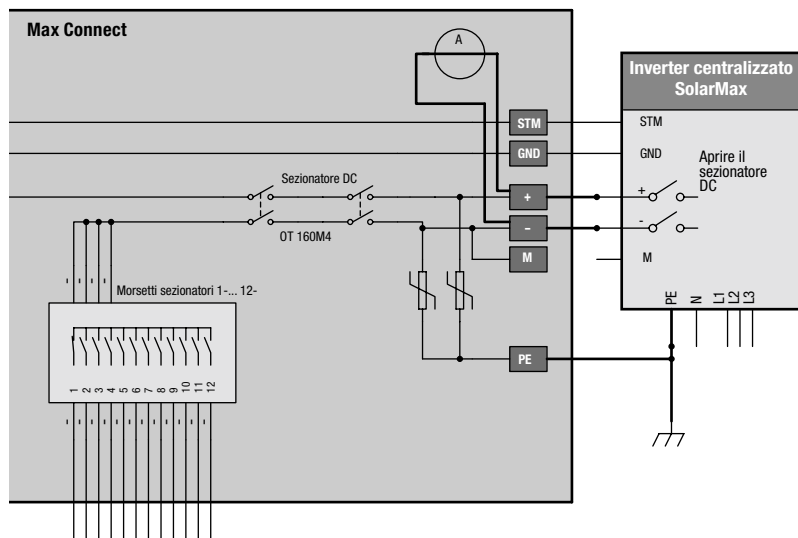 Max Connect
A
Inverter centralizzato
SolarMax
STM
STM
GND
GND
Aprire il
sezionatore
DC
Sezionatore DC
+
+
OT 160M4
–
-
M
M
Morsetti sezionatori 1-... 12-
- - - -
PE
N
L1
L2
L3
PE
1 2 3 4 5 6 7 8 9 10 11 12
- - - - - - - - - - - -